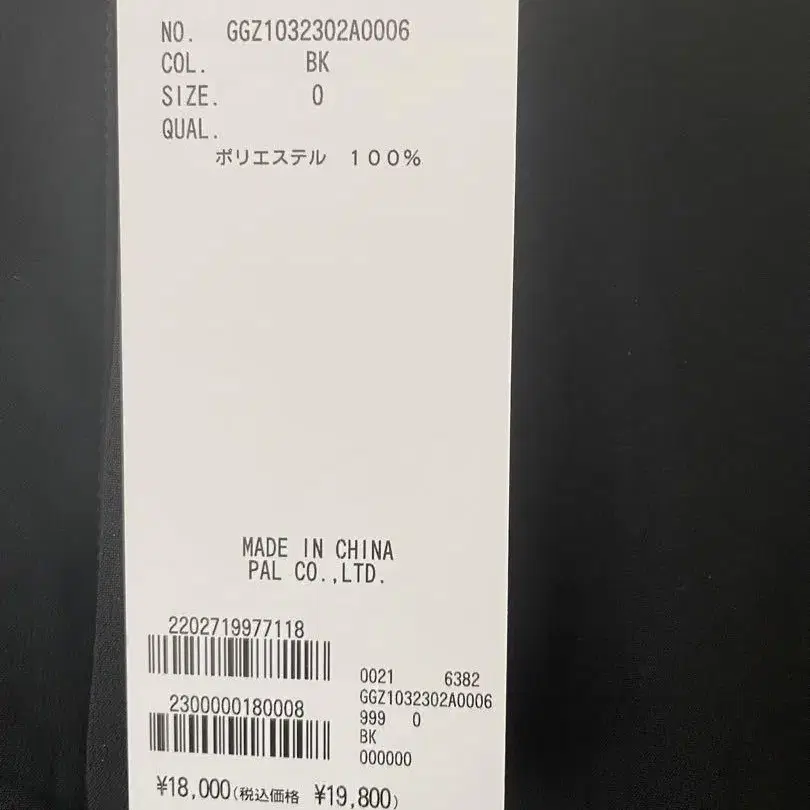 NO. GGZ1032302A0006
COL. BK
SIZE. 0
QUAL.
ポリエステル 100%
MADE IN CHINA
PAL CO.,LTD.
2202719977118
2300000180008
0021 6382
GGZ1032302A0006
999 0
BK
000000
¥18,000(税込価格 ¥19,800)